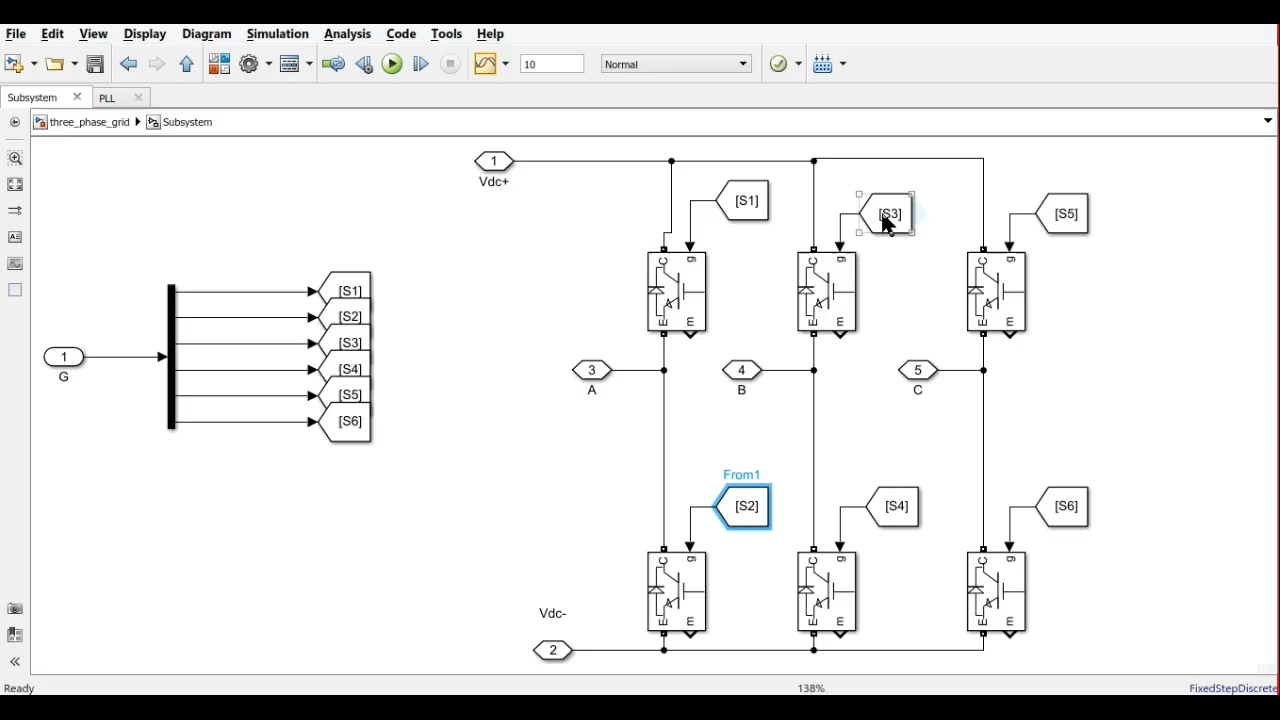 File Edit View Display Diagram Simulation Analysis Code Tools Help
10 Normal
Subsystem PLL
three_phase_grid Subsystem
1
Vdc+
[S1]
[S3]
[S5]
C g
E m
C g
E m
C g
E m
1
G
[S1]
[S2]
[S3]
[S4]
[S5]
[S6]
3
A
4
B
5
C
From1
[S2]
[S4]
[S6]
C g
E m
C g
E m
C g
E m
Vdc-
2
Ready 138% FixedStepDiscrete